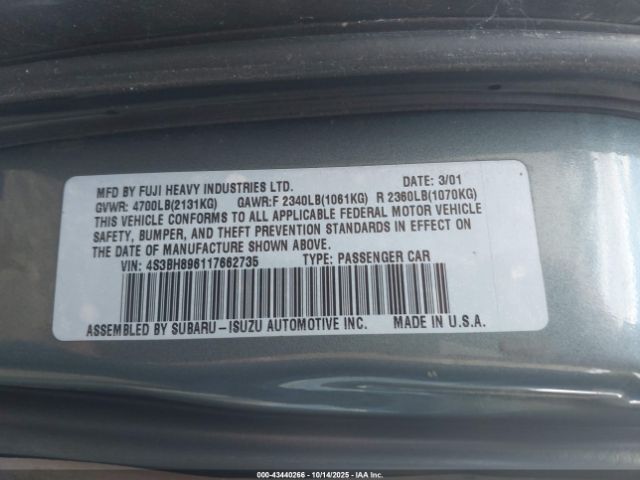 MFD BY FUJI HEAVY INDUSTRIES LTD. DATE: 3/01
GVWR: 4700LB(2131KG) GAWR:F 2340LB(1061KG) R 2360LB(1070KG)
THIS VEHICLE CONFORMS TO ALL APPLICABLE FEDERAL MOTOR VEHICLE
SAFETY, BUMPER, AND THEFT PREVENTION STANDARDS IN EFFECT ON
THE DATE OF MANUFACTURE SHOWN ABOVE.
VIN: 4S3BH896117662735 TYPE: PASSENGER CAR
ASSEMBLED BY SUBARU-ISUZU AUTOMOTIVE INC. MADE IN U.S.A.
000-43440266 - 10/14/2025 - IAA Inc.